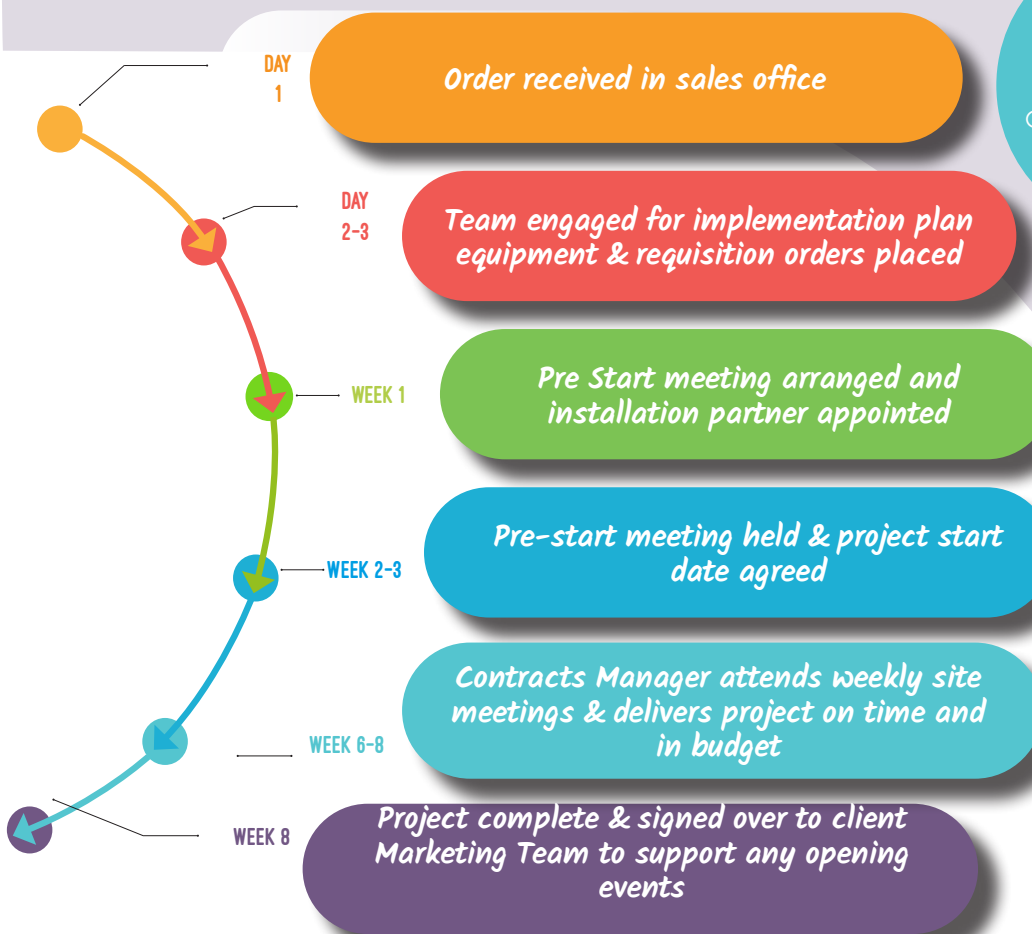 DAY
1
Order received in sales office
DAY
2-3
Team engaged for implementation plan
equipment & requisition orders placed
WEEK 1
Pre Start meeting arranged and
installation partner appointed
WEEK 2-3
Pre-start meeting held & project start
date agreed
WEEK 6-8
Contracts Manager attends weekly site
meetings & delivers project on time and
in budget
WEEK 8
Project complete & signed over to client
Marketing Team to support any opening
events